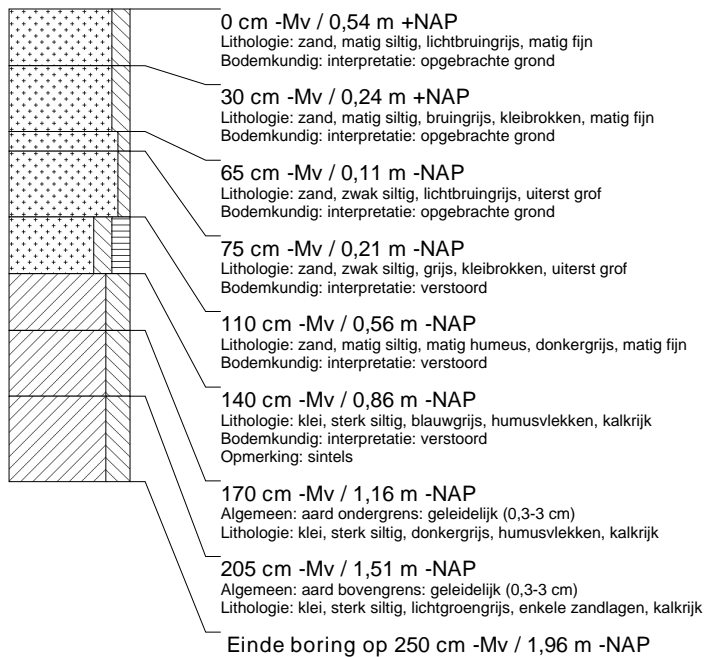 0 cm -Mv / 0,54 m +NAP
Lithologie: zand, matig siltig, lichtbruingrijs, matig fijn
Bodemkundig: interpretatie: opgebrachte grond
30 cm -Mv / 0,24 m +NAP
Lithologie: zand, matig siltig, bruingrijs, kleibrokken, matig fijn
Bodemkundig: interpretatie: opgebrachte grond
65 cm -Mv / 0,11 m -NAP
Lithologie: zand, zwak siltig, lichtbruingrijs, uiterst grof
Bodemkundig: interpretatie: opgebrachte grond
75 cm -Mv / 0,21 m -NAP
Lithologie: zand, zwak siltig, grijs, kleibrokken, uiterst grof
Bodemkundig: interpretatie: verstoord
110 cm -Mv / 0,56 m -NAP
Lithologie: zand, matig siltig, matig humeus, donkergrijs, matig fijn
Bodemkundig: interpretatie: verstoord
140 cm -Mv / 0,86 m -NAP
Lithologie: klei, sterk siltig, blauwgrijs, humusvlekken, kalkrijk
Bodemkundig: interpretatie: verstoord
Opmerking: sintels
170 cm -Mv / 1,16 m -NAP
Algemeen: aard ondergrens: geleidelijk (0,3-3 cm)
Lithologie: klei, sterk siltig, donkergrijs, humusvlekken, kalkrijk
205 cm -Mv / 1,51 m -NAP
Algemeen: aard bovengrens: geleidelijk (0,3-3 cm)
Lithologie: klei, sterk siltig, lichtgroengrijs, enkele zandlagen, kalkrijk
Einde boring op 250 cm -Mv / 1,96 m -NAP